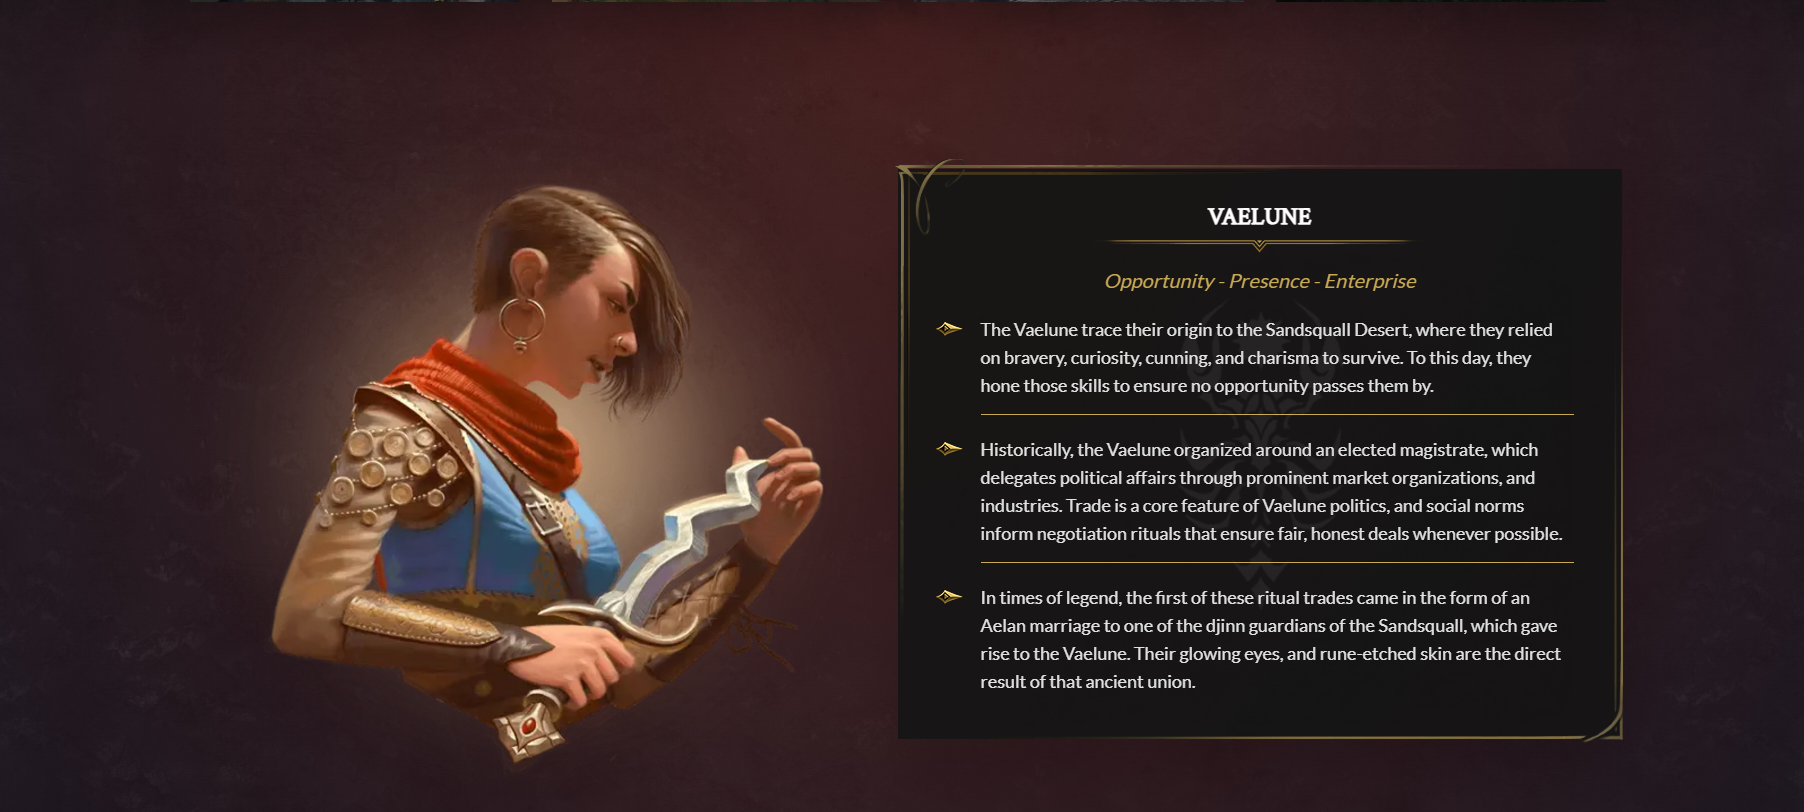 VAELUNE
Opportunity - Presence - Enterprise
The Vaelune trace their origin to the Sandsquall Desert, where they relied
on bravery, curiosity, cunning, and charisma to survive. To this day, they
hone those skills to ensure no opportunity passes them by.
Historically, the Vaelune organized around an elected magistrate, which
delegates political affairs through prominent market organizations, and
industries. Trade is a core feature of Vaelune politics, and social norms
inform negotiation rituals that ensure fair, honest deals whenever possible.
In times of legend, the first of these ritual trades came in the form of an
Aelan marriage to one of the djinn guardians of the Sandsquall, which gave
rise to the Vaelune. Their glowing eyes, and rune-etched skin are the direct
result of that ancient union.